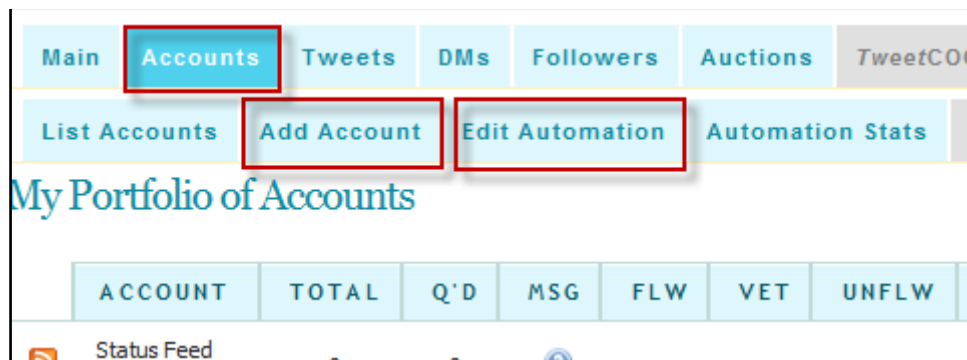 Main Accounts Tweets DMs Followers Auctions
List Accounts Add Account Edit Automation Automation Stats
My Portfolio of Accounts
ACCOUNT TOTAL Q'D MSG FLW VET UNFLW
Status Feed